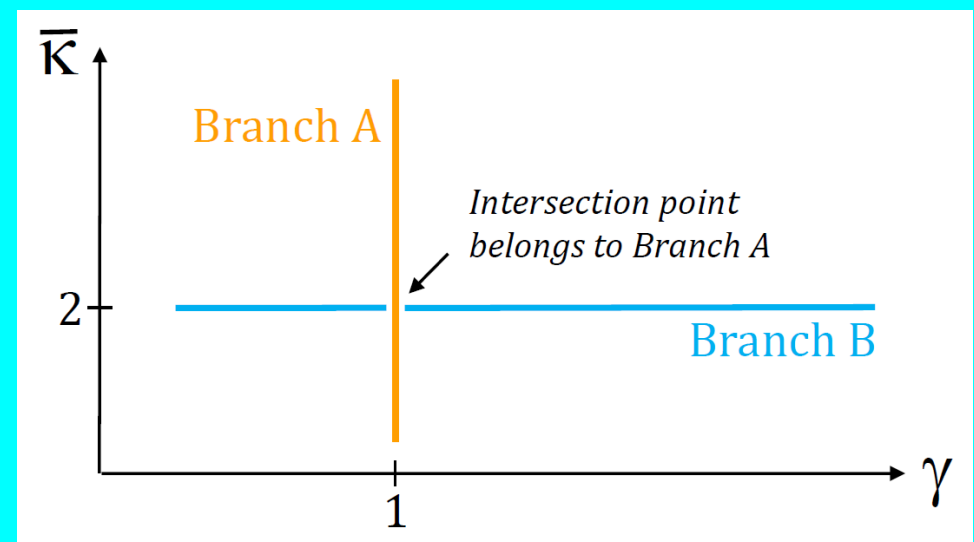 κ̅
Branch A
Intersection point
belongs to Branch A
2
Branch B
γ
1